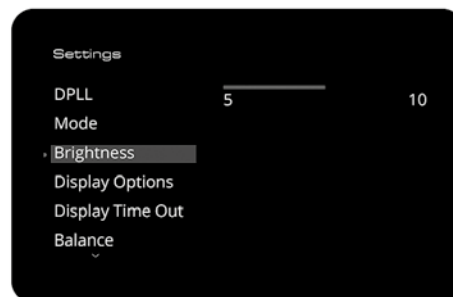 Settings
DPLL
5
10
Mode
Brightness
Display Options
Display Time Out
Balance